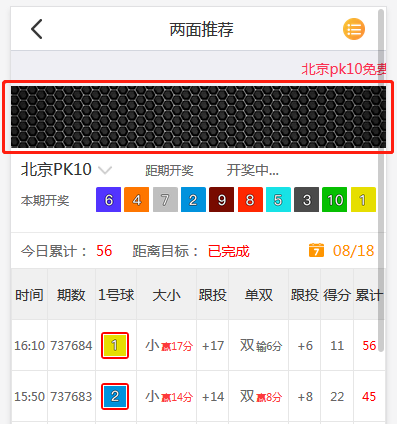 两面推荐
北京pk10免费
北京PK10 距期开奖 开奖中...
本期开奖 6 4 7 2 9 8 5 3 10 1
今日累计： 56 距离目标： 已完成 7 08/18
时间 期数 1号球 大小 跟投 单双 跟投 得分 累计
16:10 737684 1 小赢17分 +17 双输6分 +6 11 56
15:50 737683 2 小赢14分 +14 双赢8分 +8 22 45